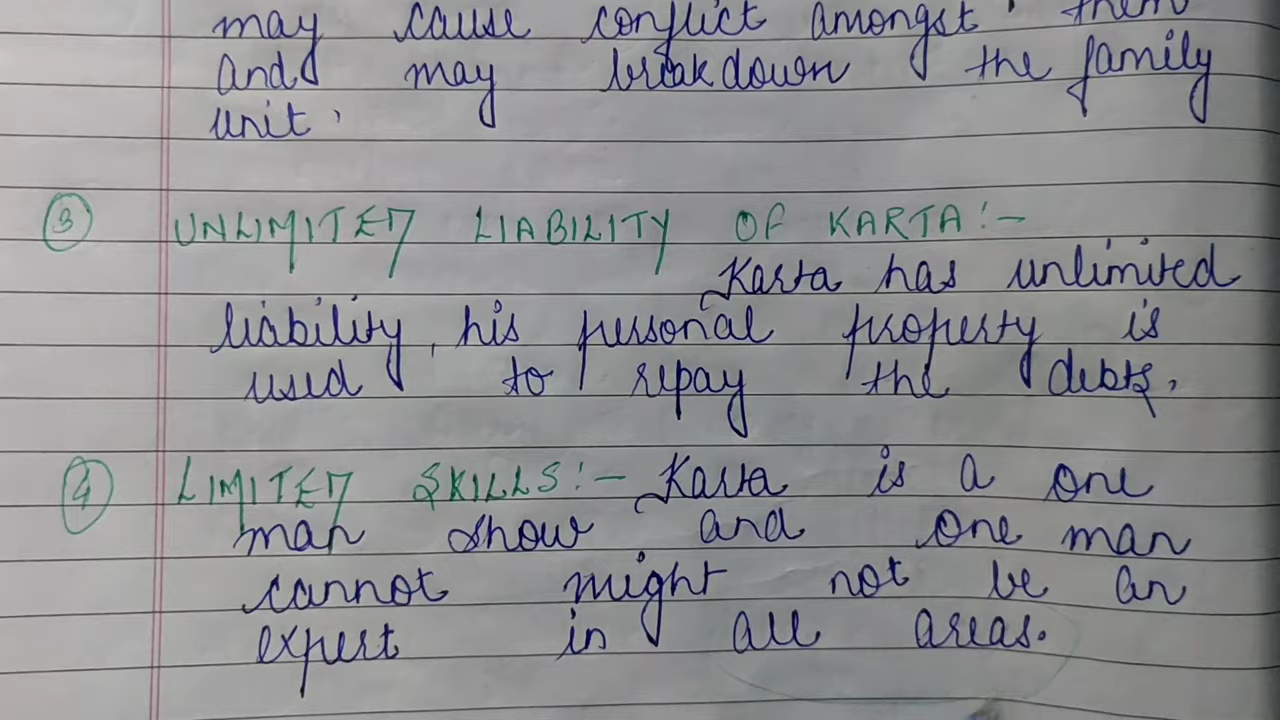 may cause conflict amongst them
and may breakdown the family
unit.
3 UNLIMITED LIABILITY OF KARTA:-
Karta has unlimited
liability, his personal property is
used to repay the debts.
4 LIMITED SKILLS:- Karta is a one
man show and one man
cannot might not be an
expert in all areas.